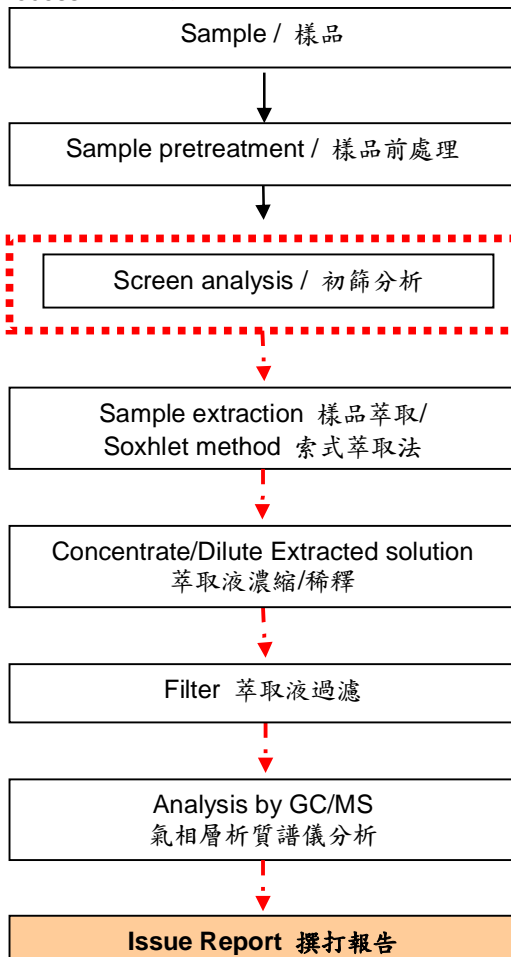 Sample / 樣品
Sample pretreatment / 樣品前處理
Screen analysis / 初篩分析
Sample extraction 樣品萃取/
Soxhlet method 索式萃取法
Concentrate/Dilute Extracted solution
萃取液濃縮/稀釋
Filter 萃取液過濾
Analysis by GC/MS
氣相層析質譜儀分析
Issue Report 撰打報告